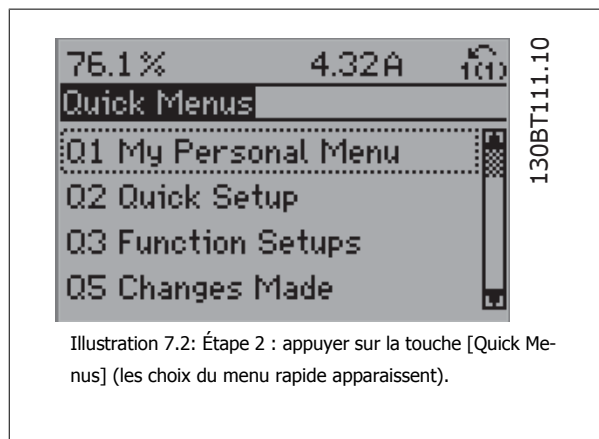 76.1% 4.32A 1(1)
Quick Menus
Q1 My Personal Menu
Q2 Quick Setup
Q3 Function Setups
Q5 Changes Made
130BT111.10
Illustration 7.2: Étape 2 : appuyer sur la touche [Quick Me-
nus] (les choix du menu rapide apparaissent).